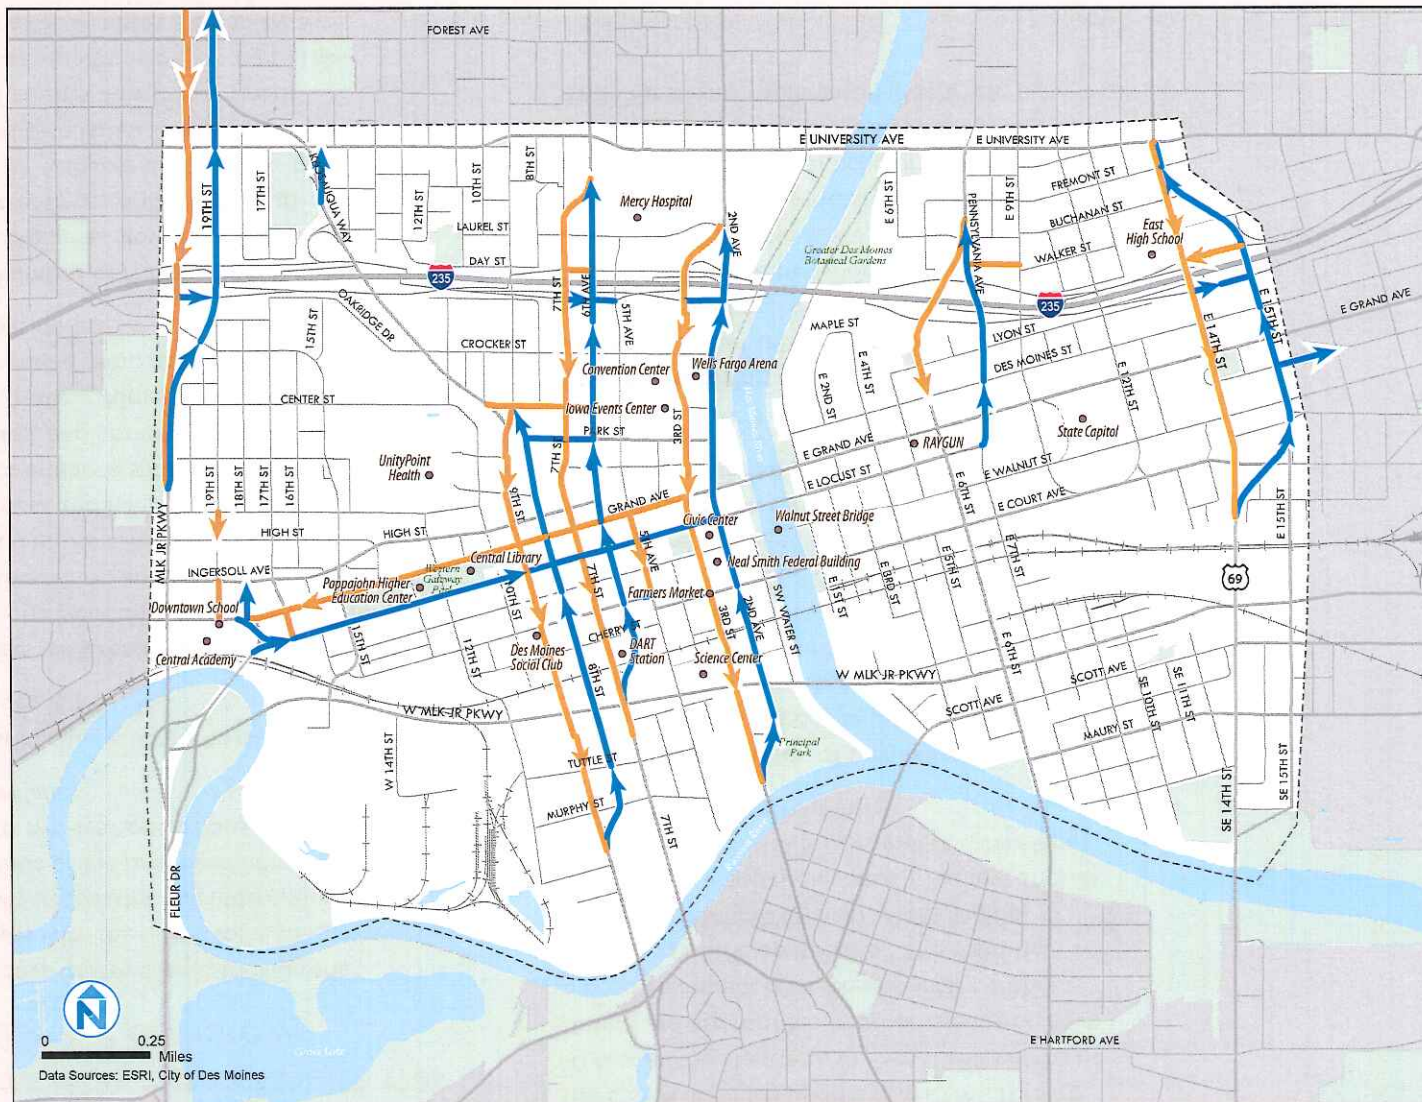 FOREST AVE
E UNIVERSITY AVE
E UNIVERSITY AVE
FREMONT ST
BUCHANAN ST
WALKER ST
East
High School
19TH ST
17TH ST
12TH ST
10TH ST
8TH ST
LAUREL ST
DAY ST
Mercy Hospital
2ND AVE
Greater Des Moines
Botanical Gardens
E 6TH ST
PENNSYLVANIA AVE
E 9TH ST
235
235
OAKRIDGE DR
15TH ST
CROCKER ST
7TH ST
6TH AVE
5TH AVE
MAPLE ST
LYON ST
DES MOINES ST
E 14TH ST
E 15TH ST
E GRAND AVE
Wells Fargo Arena
Convention Center
Iowa Events Center
3RD ST
E 2ND ST
E 4TH ST
E 12TH ST
CENTER ST
PARK ST
7TH ST
E GRAND AVE
RAYGUN
State Capitol
UnityPoint
Health
E LOCUST ST
E WALNUT ST
E COURT AVE
19TH ST
18TH ST
17TH ST
16TH ST
9TH ST
GRAND AVE
Civic Center
Walnut Street Bridge
E 6TH ST
E 7TH ST
E 15TH ST
MLK JR PKWY
HIGH ST
HIGH ST
Central Library
5TH AVE
Neal Smith Federal Building
INGERSOLL AVE
Western
Gateway
Park
Pappajohn Higher
Education Center
10TH ST
7TH ST
Farmers Market
E 1ST ST
E 3RD ST
E 5TH ST
69
Downtown School
Central Academy
15TH ST
12TH ST
Des Moines
Social Club
CHERRY ST
DART
Station
3RD ST
2ND AVE
SW WATER ST
Science Center
E 6TH ST
8TH ST
W MLK JR PKWY
W MLK JR PKWY
SCOTT AVE
SCOTT AVE
SE 10TH ST
SE 11TH ST
MAURY ST
W 14TH ST
TUTTLE ST
Principal
Park
MURPHY ST
7TH ST
SE 14TH ST
SE 15TH ST
FLEUR DR
N
0 0.25
Miles
Data Sources: ESRI, City of Des Moines
E HARTFORD AVE